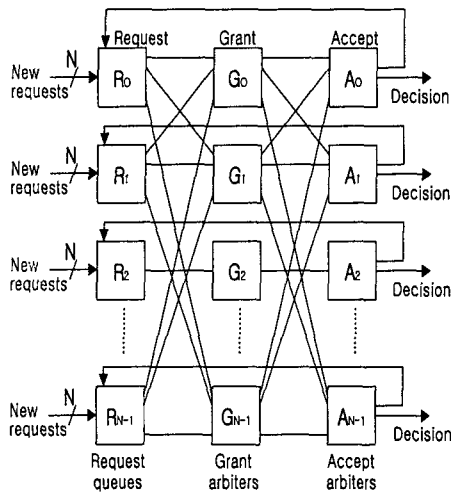 Request Grant Accept
New requests N R0 G0 A0 Decision
New requests N R1 G1 A1 Decision
New requests N R2 G2 A2 Decision
New requests N RN-1 GN-1 AN-1 Decision
Request queues Grant arbiters Accept arbiters